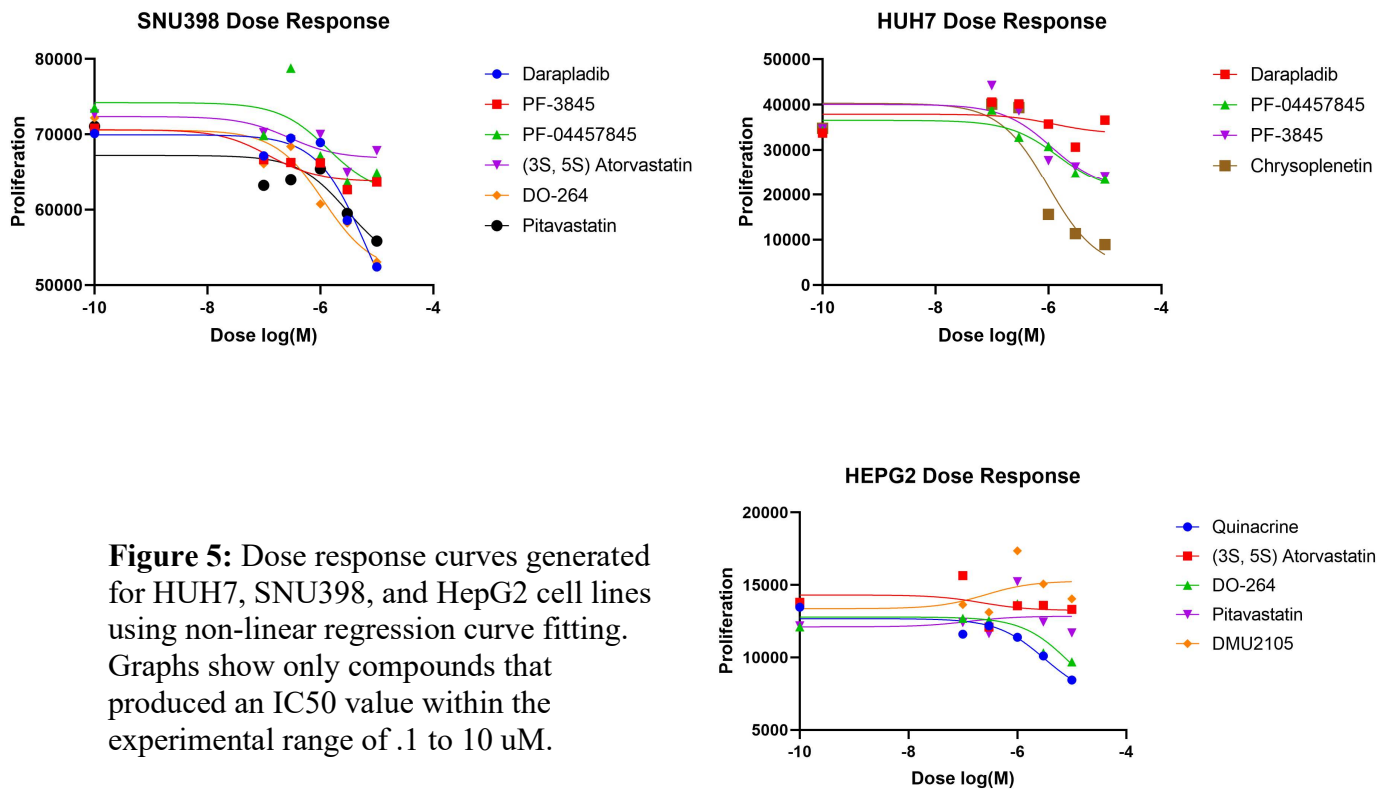 SNU398 Dose Response
80000
70000
60000
50000
Proliferation
-10
-8
-6
-4
Dose log(M)
Darapladib
PF-3845
PF-04457845
(3S, 5S) Atorvastatin
DO-264
Pitavastatin
HUH7 Dose Response
50000
40000
30000
20000
10000
0
Proliferation
-10
-8
-6
-4
Dose log(M)
Darapladib
PF-04457845
PF-3845
Chrysoplenetin
Figure 5: Dose response curves generated
for HUH7, SNU398, and HepG2 cell lines
using non-linear regression curve fitting.
Graphs show only compounds that
produced an IC50 value within the
experimental range of .1 to 10 uM.
HEPG2 Dose Response
20000
15000
10000
5000
Proliferation
-10
-8
-6
-4
Dose log(M)
Quinacrine
(3S, 5S) Atorvastatin
DO-264
Pitavastatin
DMU2105